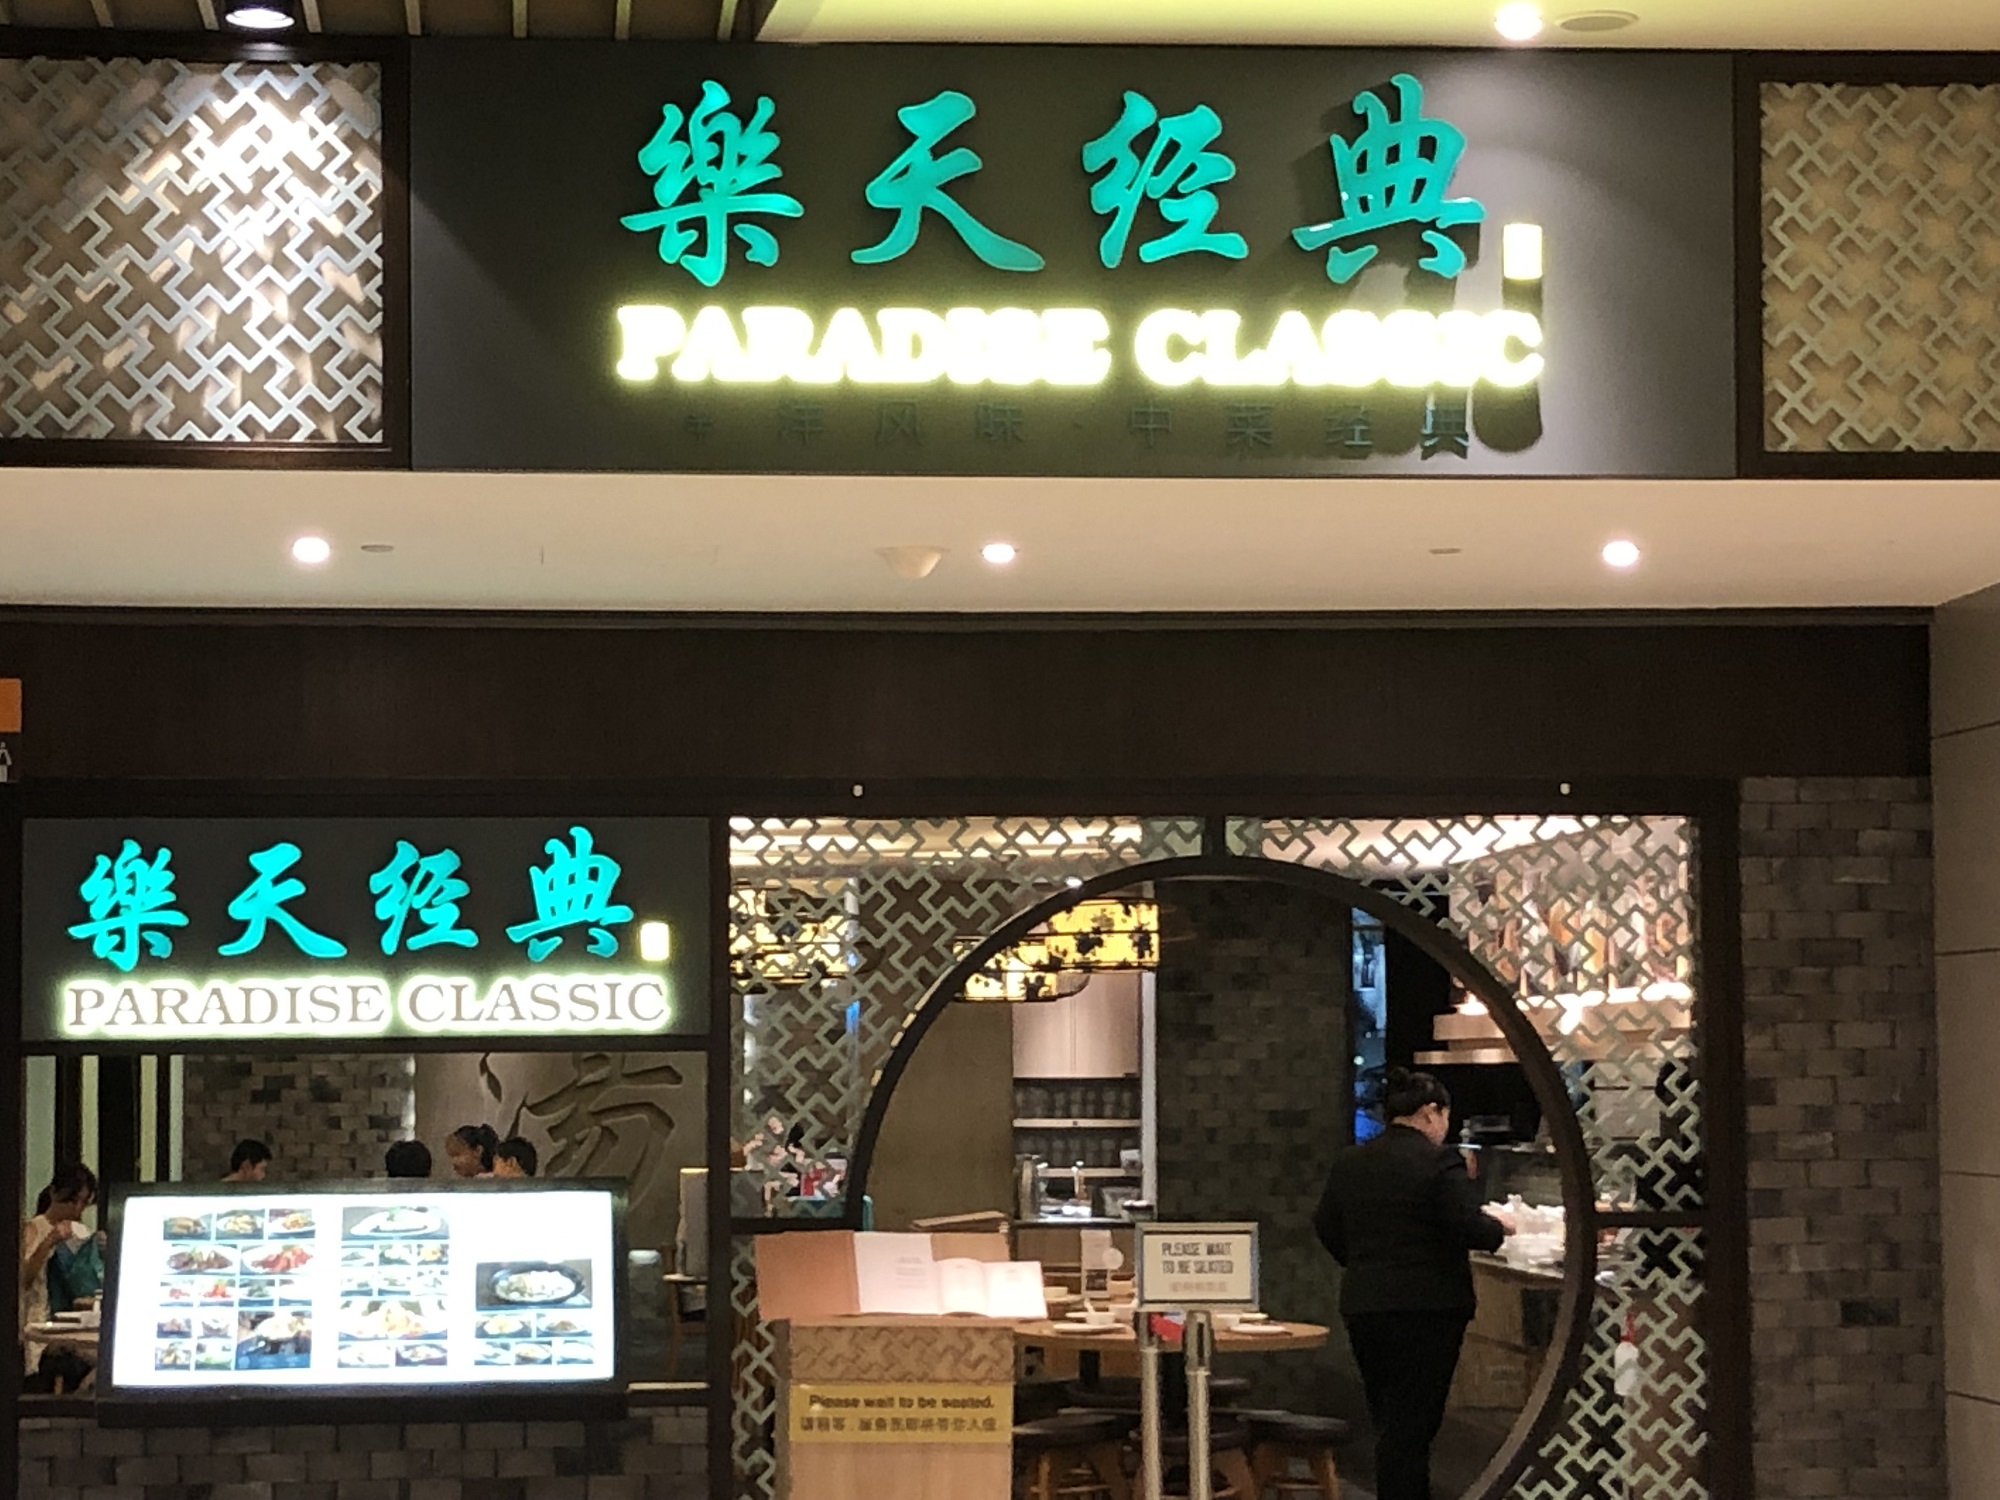 樂天经典
PARADISE CLASSIC
洋风味·中菜经典
樂天经典
PARADISE CLASSIC
湯
PLEASE WAIT
TO BE SEATED
Please wait to be seated.